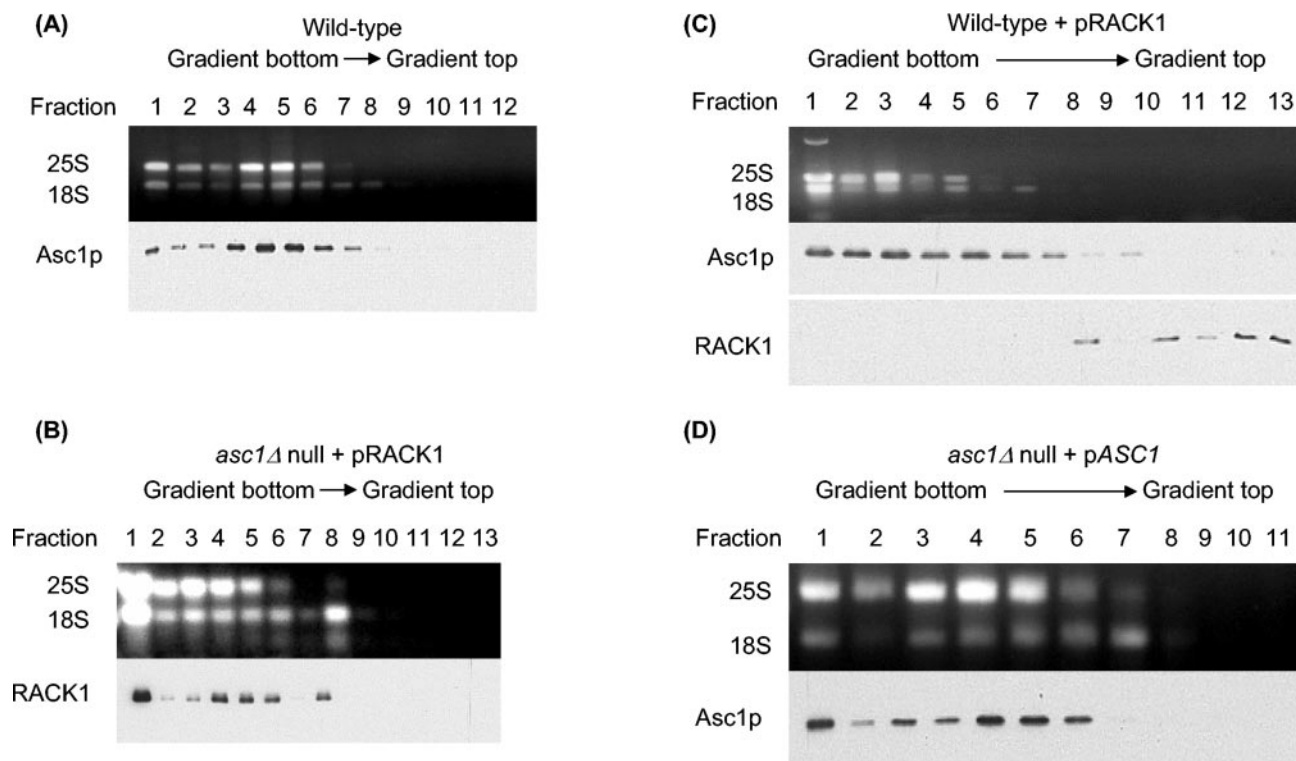 (A)
Wild-type
Gradient bottom → Gradient top
Fraction 1 2 3 4 5 6 7 8 9 10 11 12
25S
18S
Asc1p
(B)
asc1Δ null + pRACK1
Gradient bottom → Gradient top
Fraction 1 2 3 4 5 6 7 8 9 10 11 12 13
25S
18S
RACK1
(C)
Wild-type + pRACK1
Gradient bottom → Gradient top
Fraction 1 2 3 4 5 6 7 8 9 10 11 12 13
25S
18S
Asc1p
RACK1
(D)
asc1Δ null + pASC1
Gradient bottom → Gradient top
Fraction 1 2 3 4 5 6 7 8 9 10 11
25S
18S
Asc1p